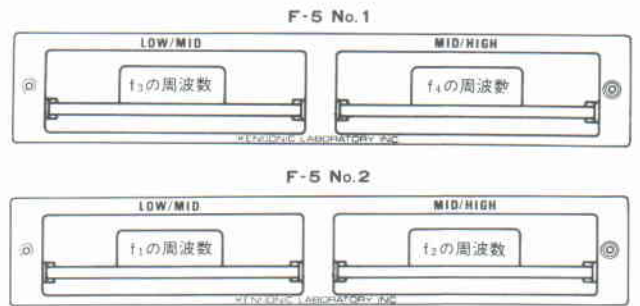 F-5 No.1
LOW/MID MID/HIGH
f₃の周波数 f₄の周波数
KENSONIC LABORATORY INC
F-5 No.2
LOW/MID MID/HIGH
f₁の周波数 f₂の周波数
KENSONIC LABORATORY INC